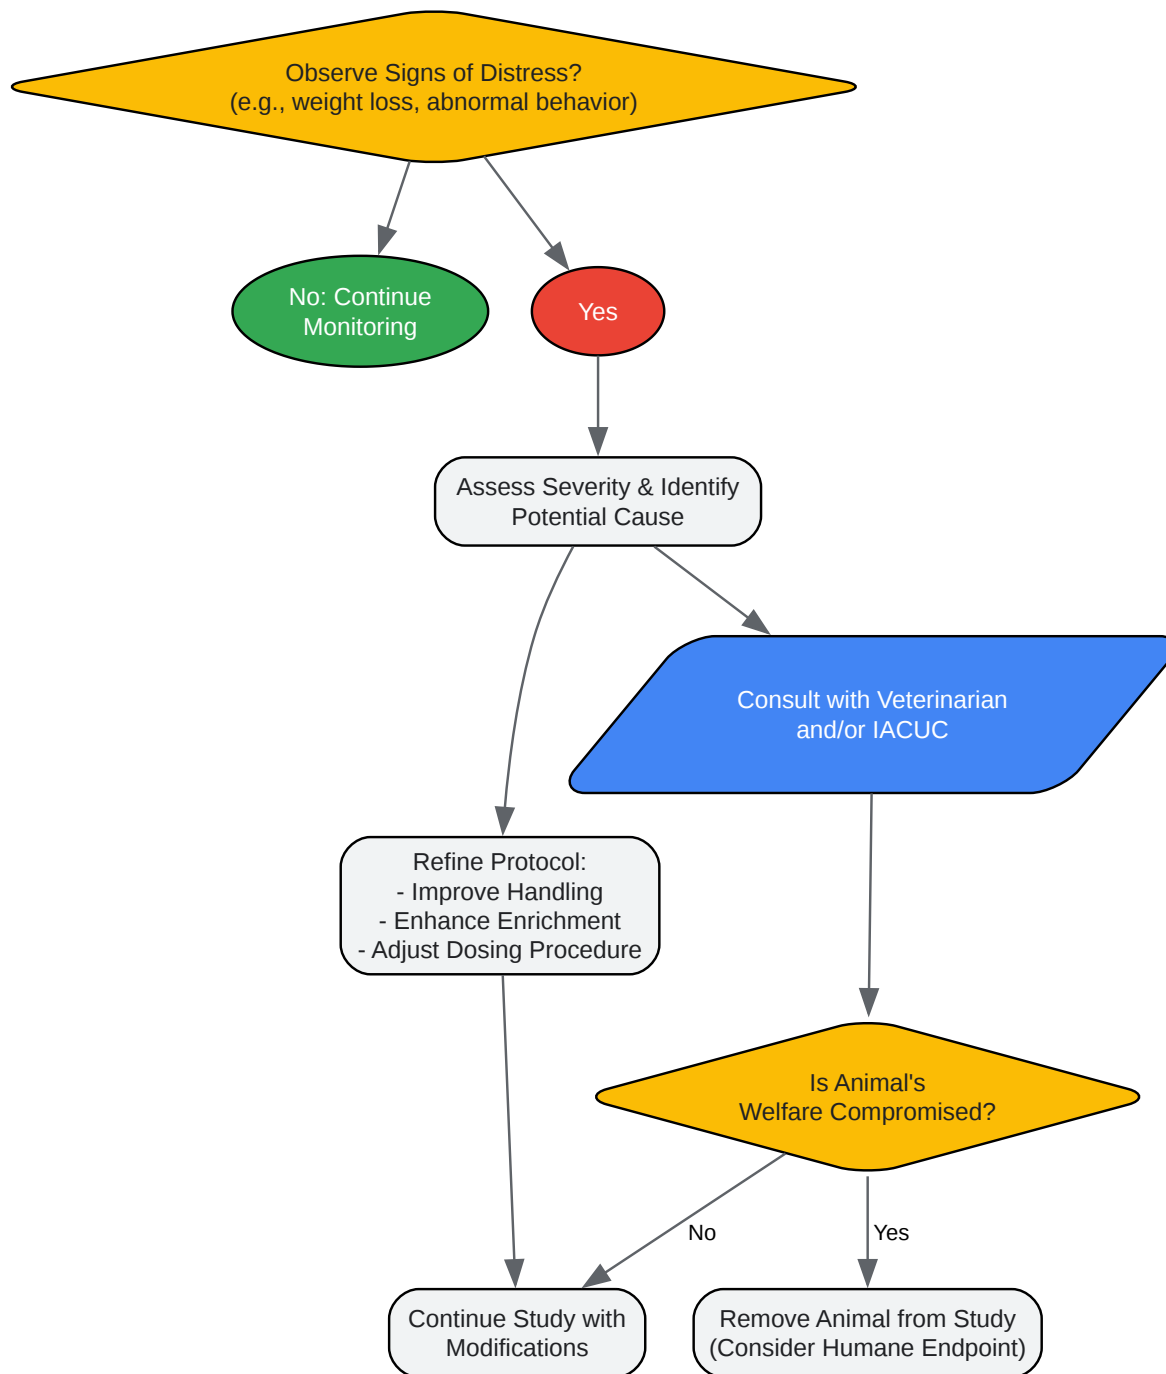 Observe Signs of Distress?
(e.g., weight loss, abnormal behavior)
No: Continue
Monitoring
Yes
Assess Severity & Identify
Potential Cause
Consult with Veterinarian
and/or IACUC
Refine Protocol:
- Improve Handling
- Enhance Enrichment
- Adjust Dosing Procedure
Is Animal's
Welfare Compromised?
No
Yes
Continue Study with
Modifications
Remove Animal from Study
(Consider Humane Endpoint)